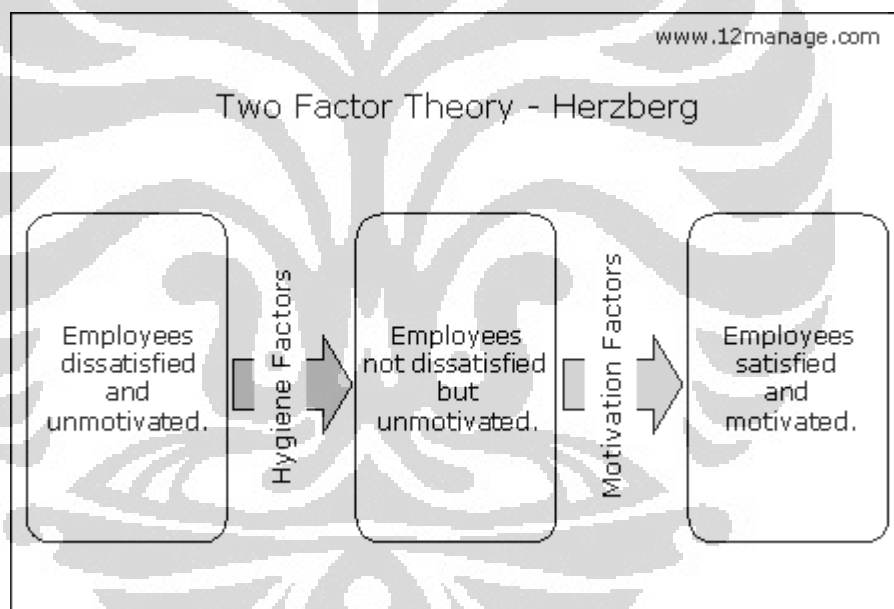 www.12manage.com
Two Factor Theory - Herzberg
Employees
dissatisfied
and
unmotivated.
Hygiene Factors
Employees
not dissatisfied
but
unmotivated.
Motivation Factors
Employees
satisfied
and
motivated.